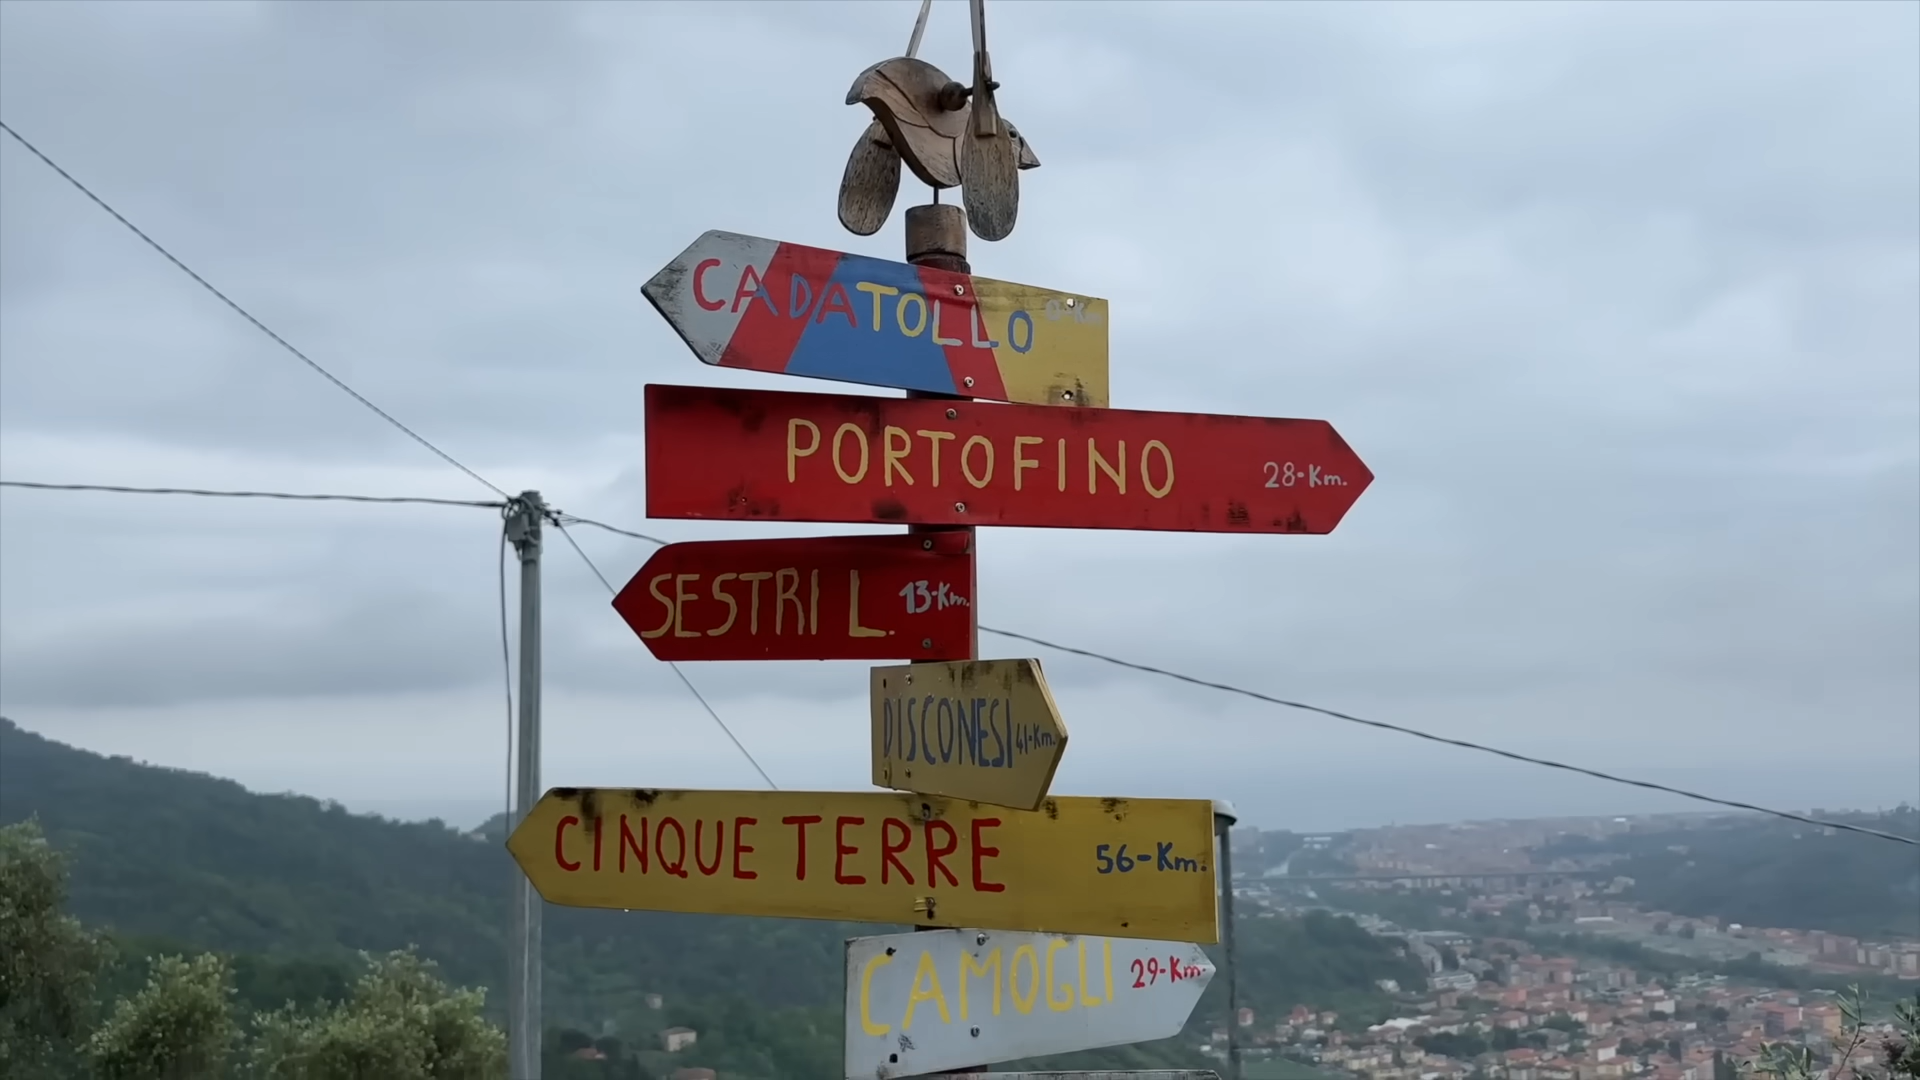 CADATOLLO
PORTOFINO 28-Km.
SESTRI L. 13-Km.
DISCONESI 41-Km.
CINQUE TERRE 56-Km.
CAMOGLI 29-Km.